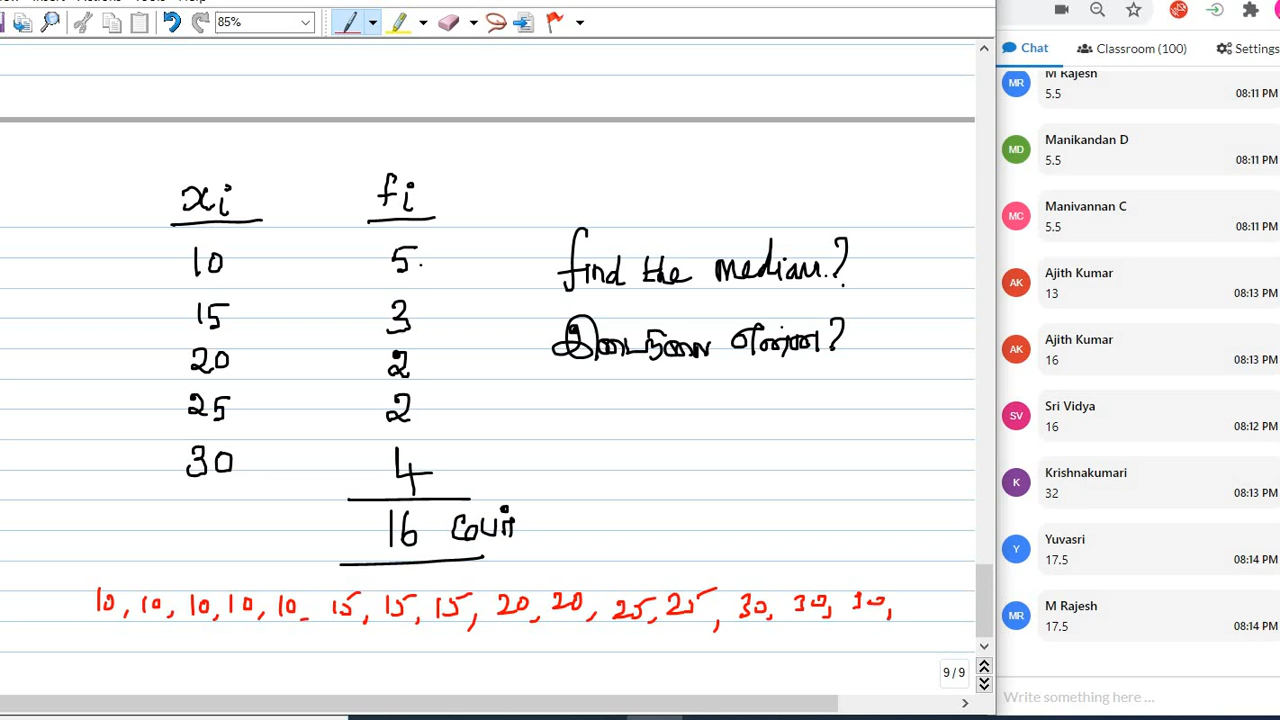 85%
Chat Classroom (100) Settings
M Rajesh
5.5 08:11 PM
Manikandan D
5.5 08:11 PM
Manivannan C
5.5 08:11 PM
Ajith Kumar
13 08:13 PM
Ajith Kumar
16 08:13 PM
Sri Vidya
16 08:12 PM
Krishnakumari
32 08:13 PM
Yuvasri
17.5 08:14 PM
M Rajesh
17.5 08:14 PM
Write something here ...
xi fi
10 5
15 3
20 2
25 2
30 4
16 பேர்
find the median?
இடைநிலை என்ன?
10, 10, 10, 10, 10, 15, 15, 15, 20, 20, 25, 25, 30, 30, 30,
9/9